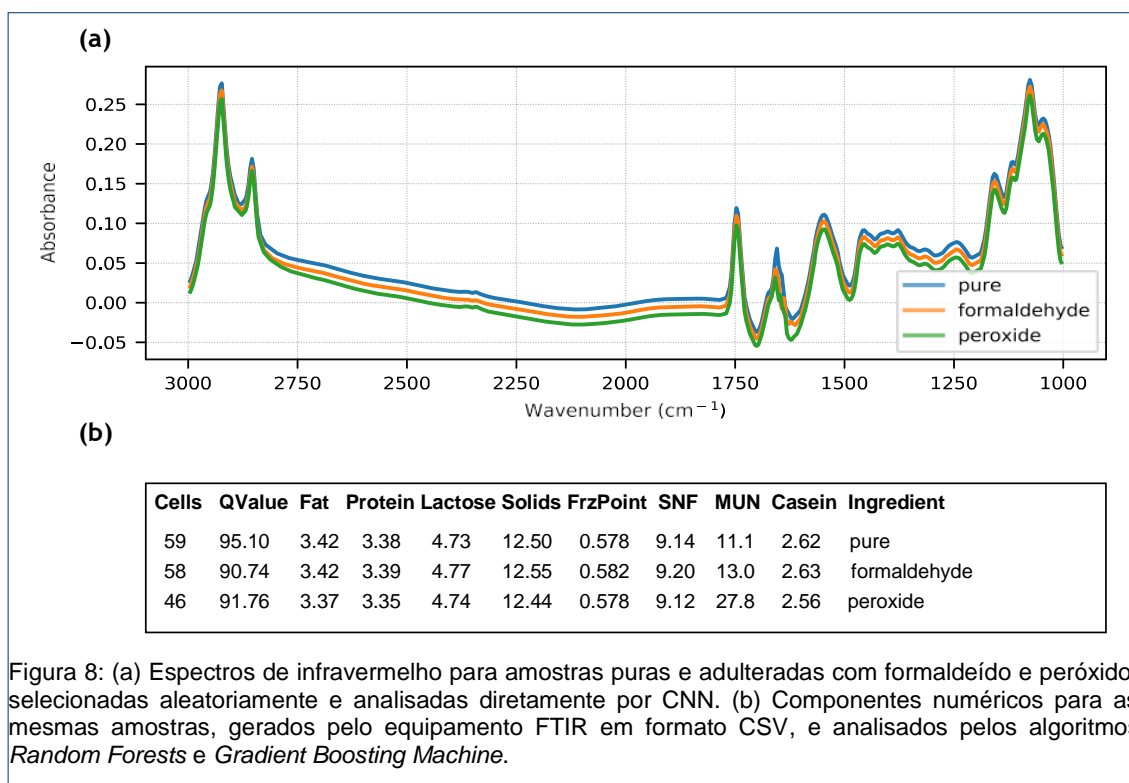 (a)
0.25
0.20
0.15
0.10
0.05
0.00
−0.05
Absorbance
pure
formaldehyde
peroxide
3000 2750 2500 2250 2000 1750 1500 1250 1000
Wavenumber (cm⁻¹)
(b)
Cells QValue Fat Protein Lactose Solids FrzPoint SNF MUN Casein Ingredient
59 95.10 3.42 3.38 4.73 12.50 0.578 9.14 11.1 2.62 pure
58 90.74 3.42 3.39 4.77 12.55 0.582 9.20 13.0 2.63 formaldehyde
46 91.76 3.37 3.35 4.74 12.44 0.578 9.12 27.8 2.56 peroxide
Figura 8: (a) Espectros de infravermelho para amostras puras e adulteradas com formaldeído e peróxido
selecionadas aleatoriamente e analisadas diretamente por CNN. (b) Componentes numéricos para a
mesmas amostras, gerados pelo equipamento FTIR em formato CSV, e analisados pelos algoritmo
Random Forests e Gradient Boosting Machine.